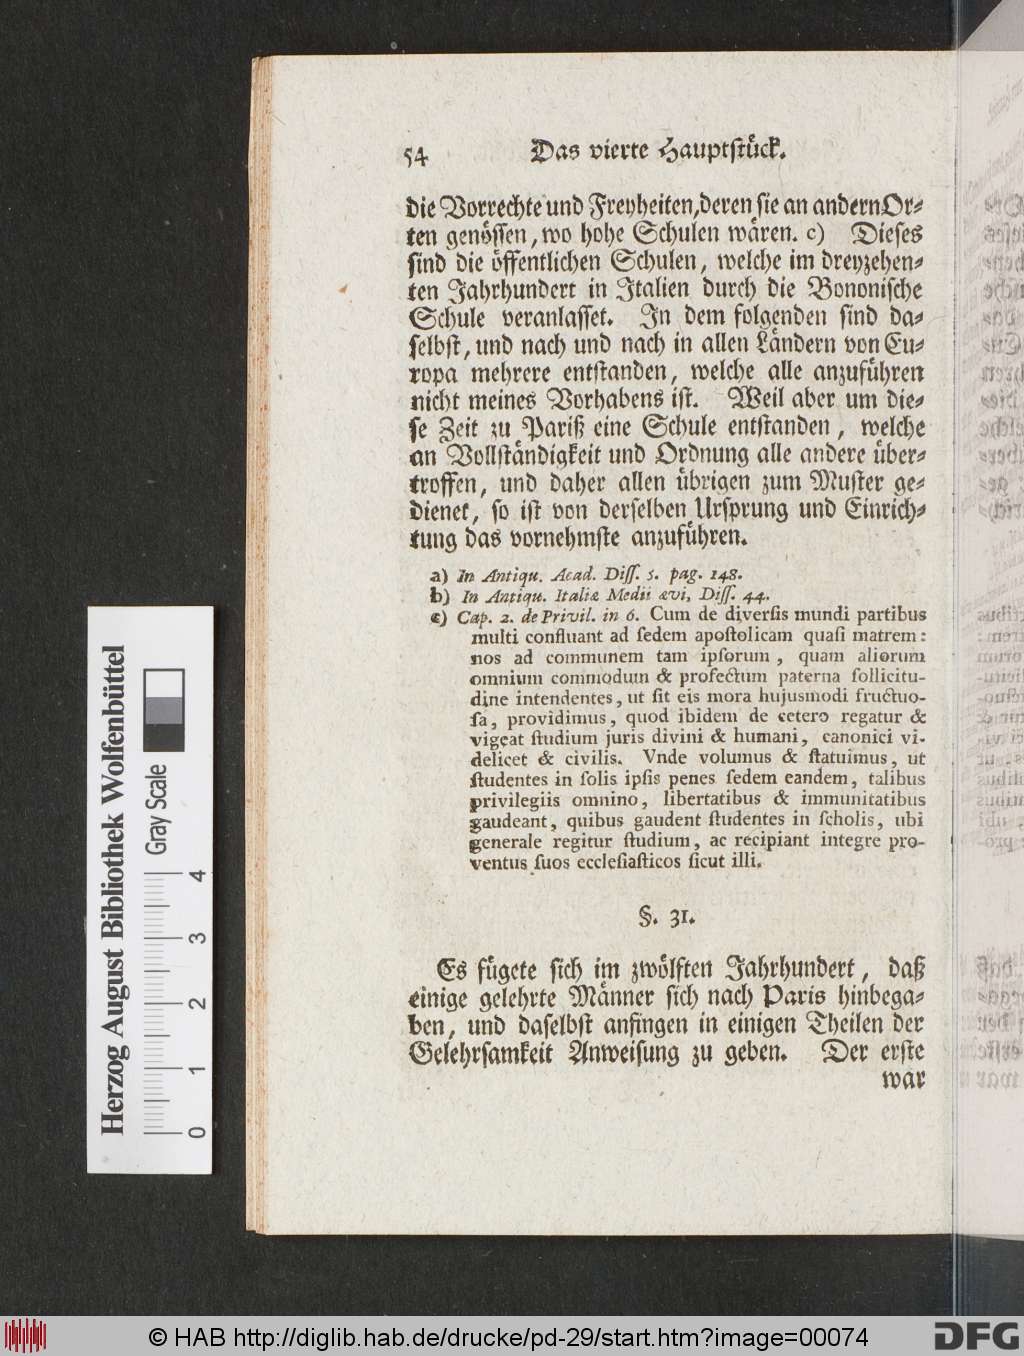 54 Das vierte Hauptstück.
die Vorrechte und Freyheiten, deren sie an andern Or-
ten genössen, wo hohe Schulen wären. c) Dieses
sind die öffentlichen Schulen, welche im dreyzehen-
ten Jahrhundert in Italien durch die Bononische
Schule veranlasset. In dem folgenden sind da-
selbst, und nach und nach in allen Ländern von Eu-
ropa mehrere entstanden, welche alle anzuführen
nicht meines Vorhabens ist. Weil aber um die-
se Zeit zu Pariß eine Schule entstanden, welche
an Vollständigkeit und Ordnung alle andere über-
troffen, und daher allen übrigen zum Muster ge-
dienet, so ist von derselben Ursprung und Einrich-
tung das vornehmste anzuführen.
a) In Antiqu. Acad. Diss. 5. pag. 148.
b) In Antiqu. Italiæ Medii ævi, Diss. 44.
c) Cap. 2. de Privil. in 6. Cum de diversis mundi partibus
multi confluant ad sedem apostolicam quasi matrem:
nos ad communem tam ipsorum, quam aliorum
omnium commodum & profectum paterna sollicitu-
dine intendentes, ut sit eis mora hujusmodi fructuo-
sa, providimus, quod ibidem de cetero regatur &
vigeat studium juris divini & humani, canonici vi-
delicet & civilis. Vnde volumus & statuimus, ut
studentes in solis ipsis penes sedem eandem, talibus
privilegiis omnino, libertatibus & immunitatibus
gaudeant, quibus gaudent studentes in scholis, ubi
generale regitur studium, ac recipiant integre pro-
ventus suos ecclesiasticos sicut illi.
§. 31.
Es fügete sich im zwölften Jahrhundert, daß
einige gelehrte Männer sich nach Paris hinbega-
ben, und daselbst anfingen in einigen Theilen der
Gelehrsamkeit Anweisung zu geben. Der erste
war
Herzog August Bibliothek Wolfenbüttel
Gray Scale
0 1 2 3 4
© HAB http://diglib.hab.de/drucke/pd-29/start.htm?image=00074
DFG